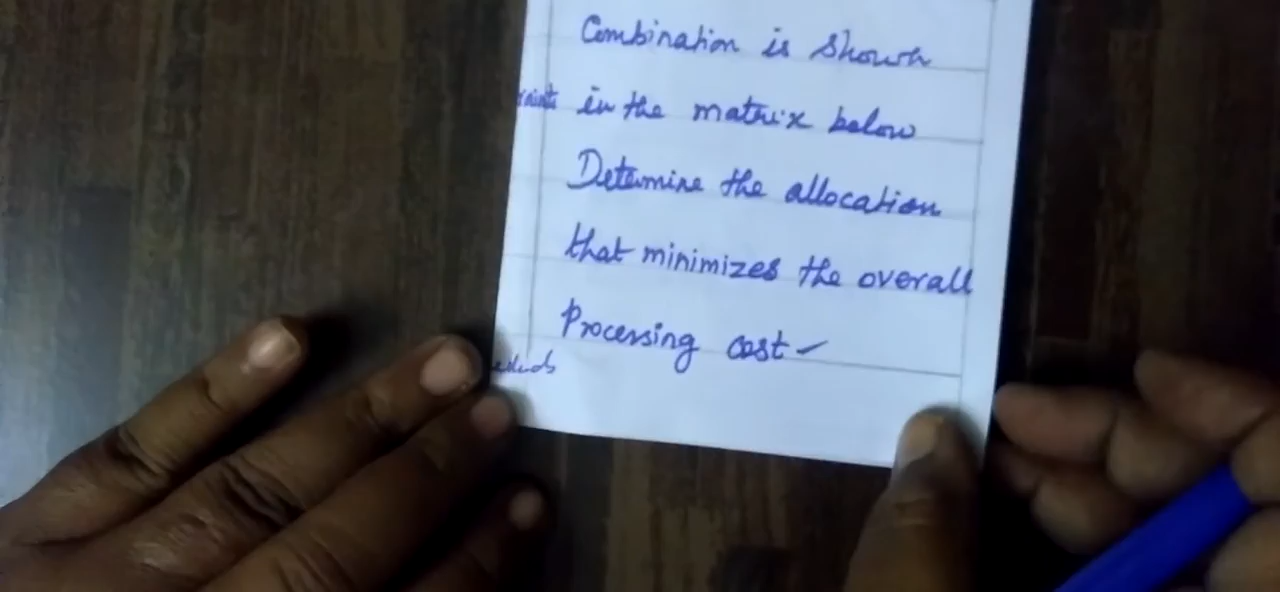 Combination is shown
in the matrix below
Determine the allocation
that minimizes the overall
Processing cost-